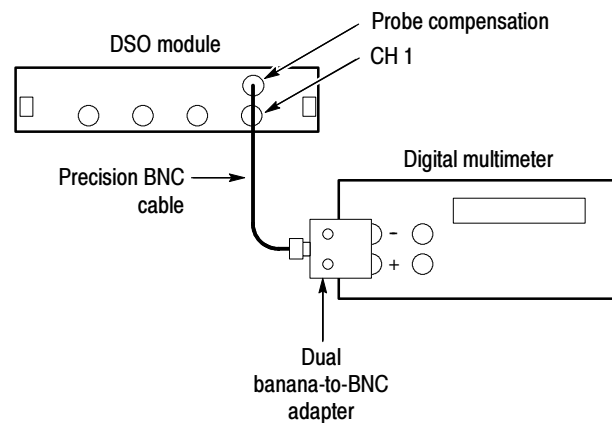 Probe compensation
DSO module
CH 1
Precision BNC
cable
Digital multimeter
-
+
Dual
banana-to-BNC
adapter